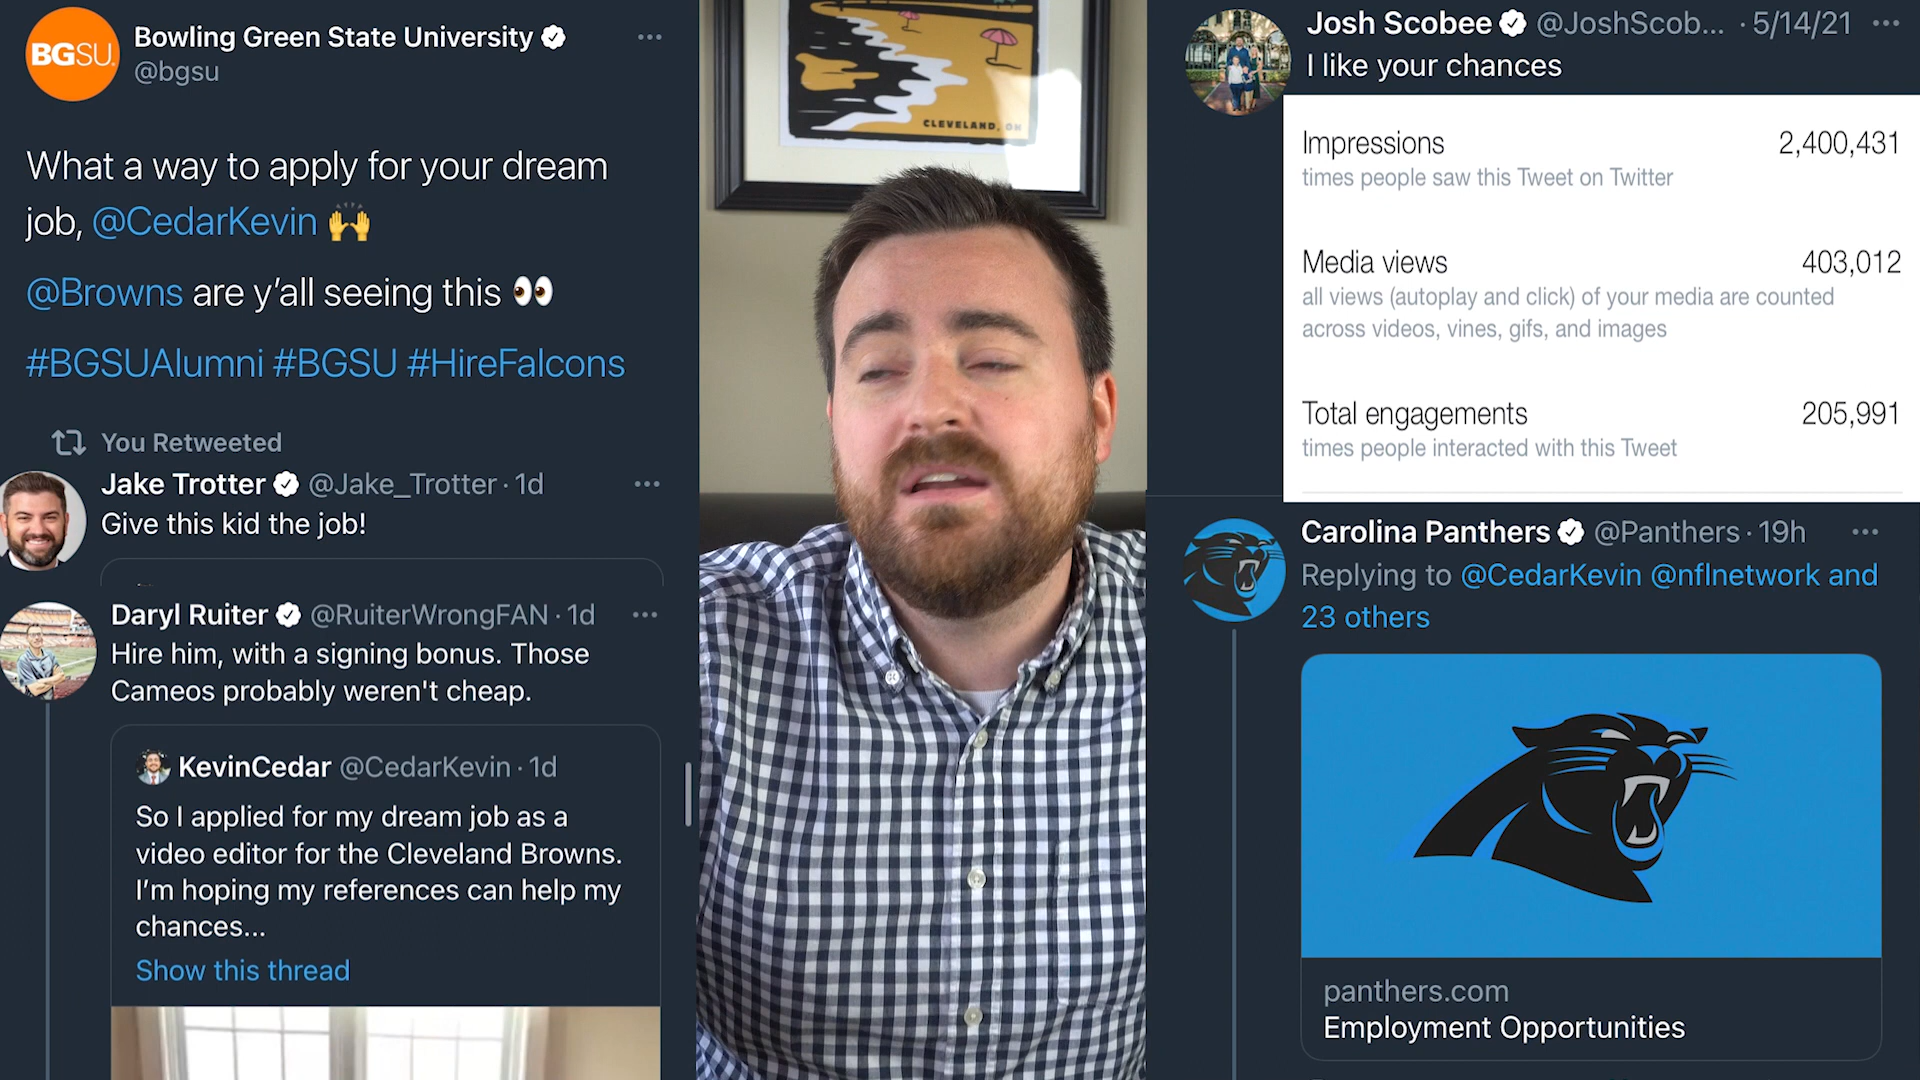 BGSU
Bowling Green State University
@bgsu
What a way to apply for your dream
job, @CedarKevin 🙌
@Browns are y'all seeing this 👀
#BGSUAlumni #BGSU #HireFalcons
You Retweeted
Jake Trotter @Jake_Trotter · 1d
Give this kid the job!
Daryl Ruiter @RuiterWrongFAN · 1d
Hire him, with a signing bonus. Those
Cameos probably weren't cheap.
KevinCedar @CedarKevin · 1d
So I applied for my dream job as a
video editor for the Cleveland Browns.
I'm hoping my references can help my
chances...
Show this thread
CLEVELAND, OH
Josh Scobee @JoshScob... · 5/14/21
I like your chances
Impressions 2,400,431
times people saw this Tweet on Twitter
Media views 403,012
all views (autoplay and click) of your media are counted
across videos, vines, gifs, and images
Total engagements 205,991
times people interacted with this Tweet
Carolina Panthers @Panthers · 19h
Replying to @CedarKevin @nflnetwork and
23 others
panthers.com
Employment Opportunities